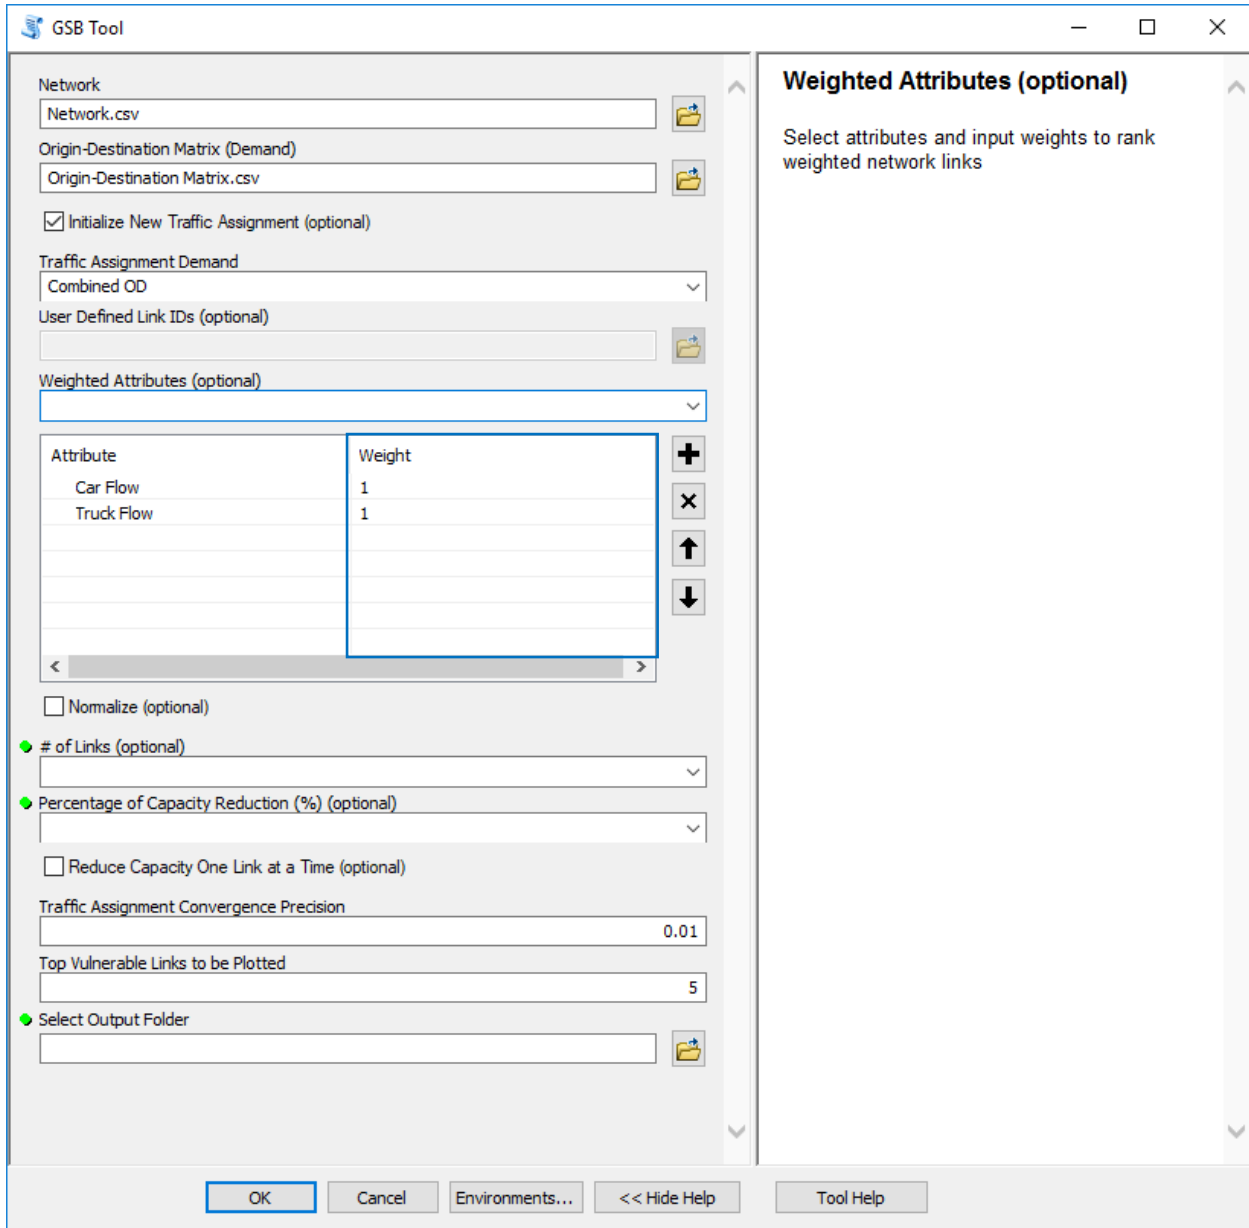 GSB Tool
Network
Network.csv
Origin-Destination Matrix (Demand)
Origin-Destination Matrix.csv
Initialize New Traffic Assignment (optional)
Traffic Assignment Demand
Combined OD
User Defined Link IDs (optional)
Weighted Attributes (optional)
Attribute Weight
Car Flow 1
Truck Flow 1
Normalize (optional)
# of Links (optional)
Percentage of Capacity Reduction (%) (optional)
Reduce Capacity One Link at a Time (optional)
Traffic Assignment Convergence Precision
0.01
Top Vulnerable Links to be Plotted
5
Select Output Folder
Weighted Attributes (optional)
Select attributes and input weights to rank
weighted network links
OK Cancel Environments... << Hide Help Tool Help